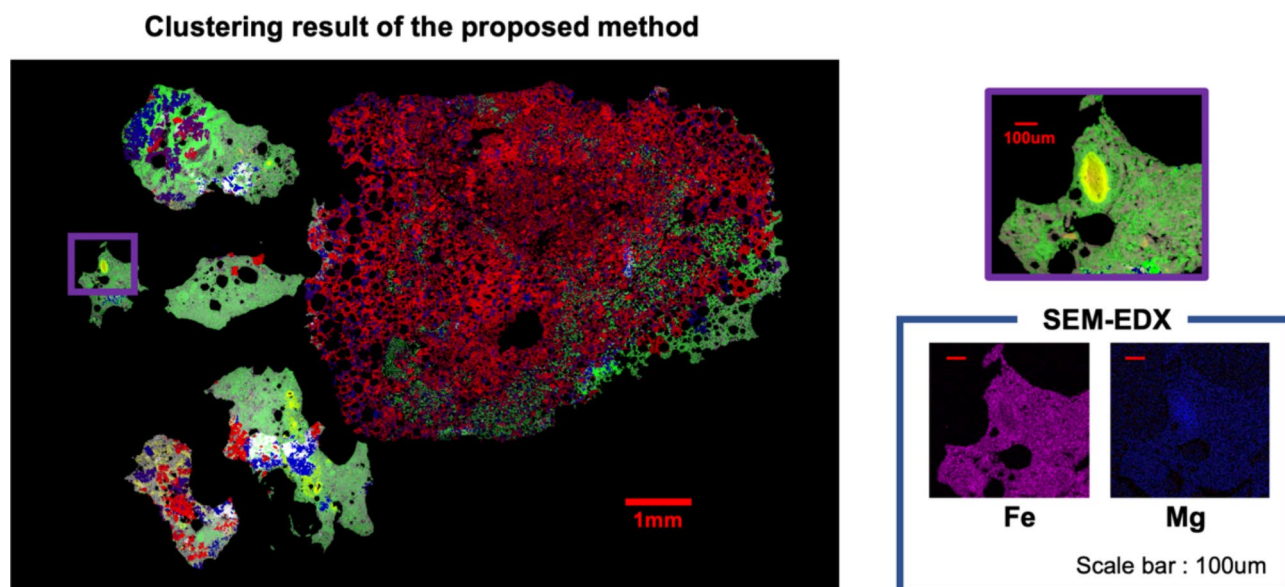 Clustering result of the proposed method
1mm
100um
SEM-EDX
Fe
Mg
Scale bar : 100um